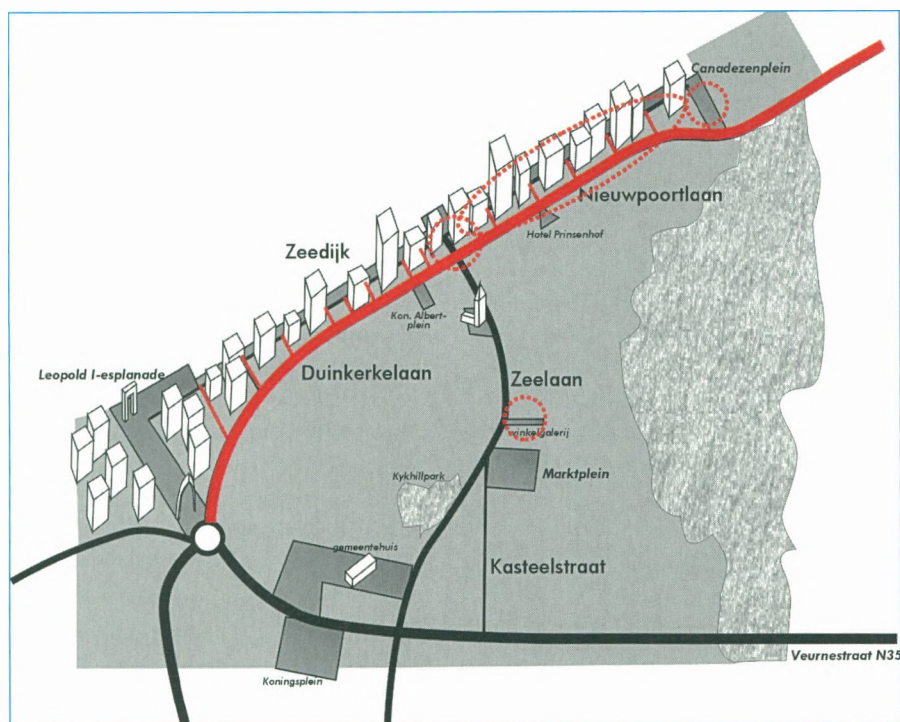 Canadezenplein
Nieuwpoortlaan
Hotel Prinsenhof
Zeedijk
Kon. Albert-
plein
Leopold I-esplanade
Duinkerkelaan
Zeelaan
winkelgalerij
Kykhillpark
Marktplein
gemeentehuis
Kasteelstraat
Veurnestraat N35
Koningsplein